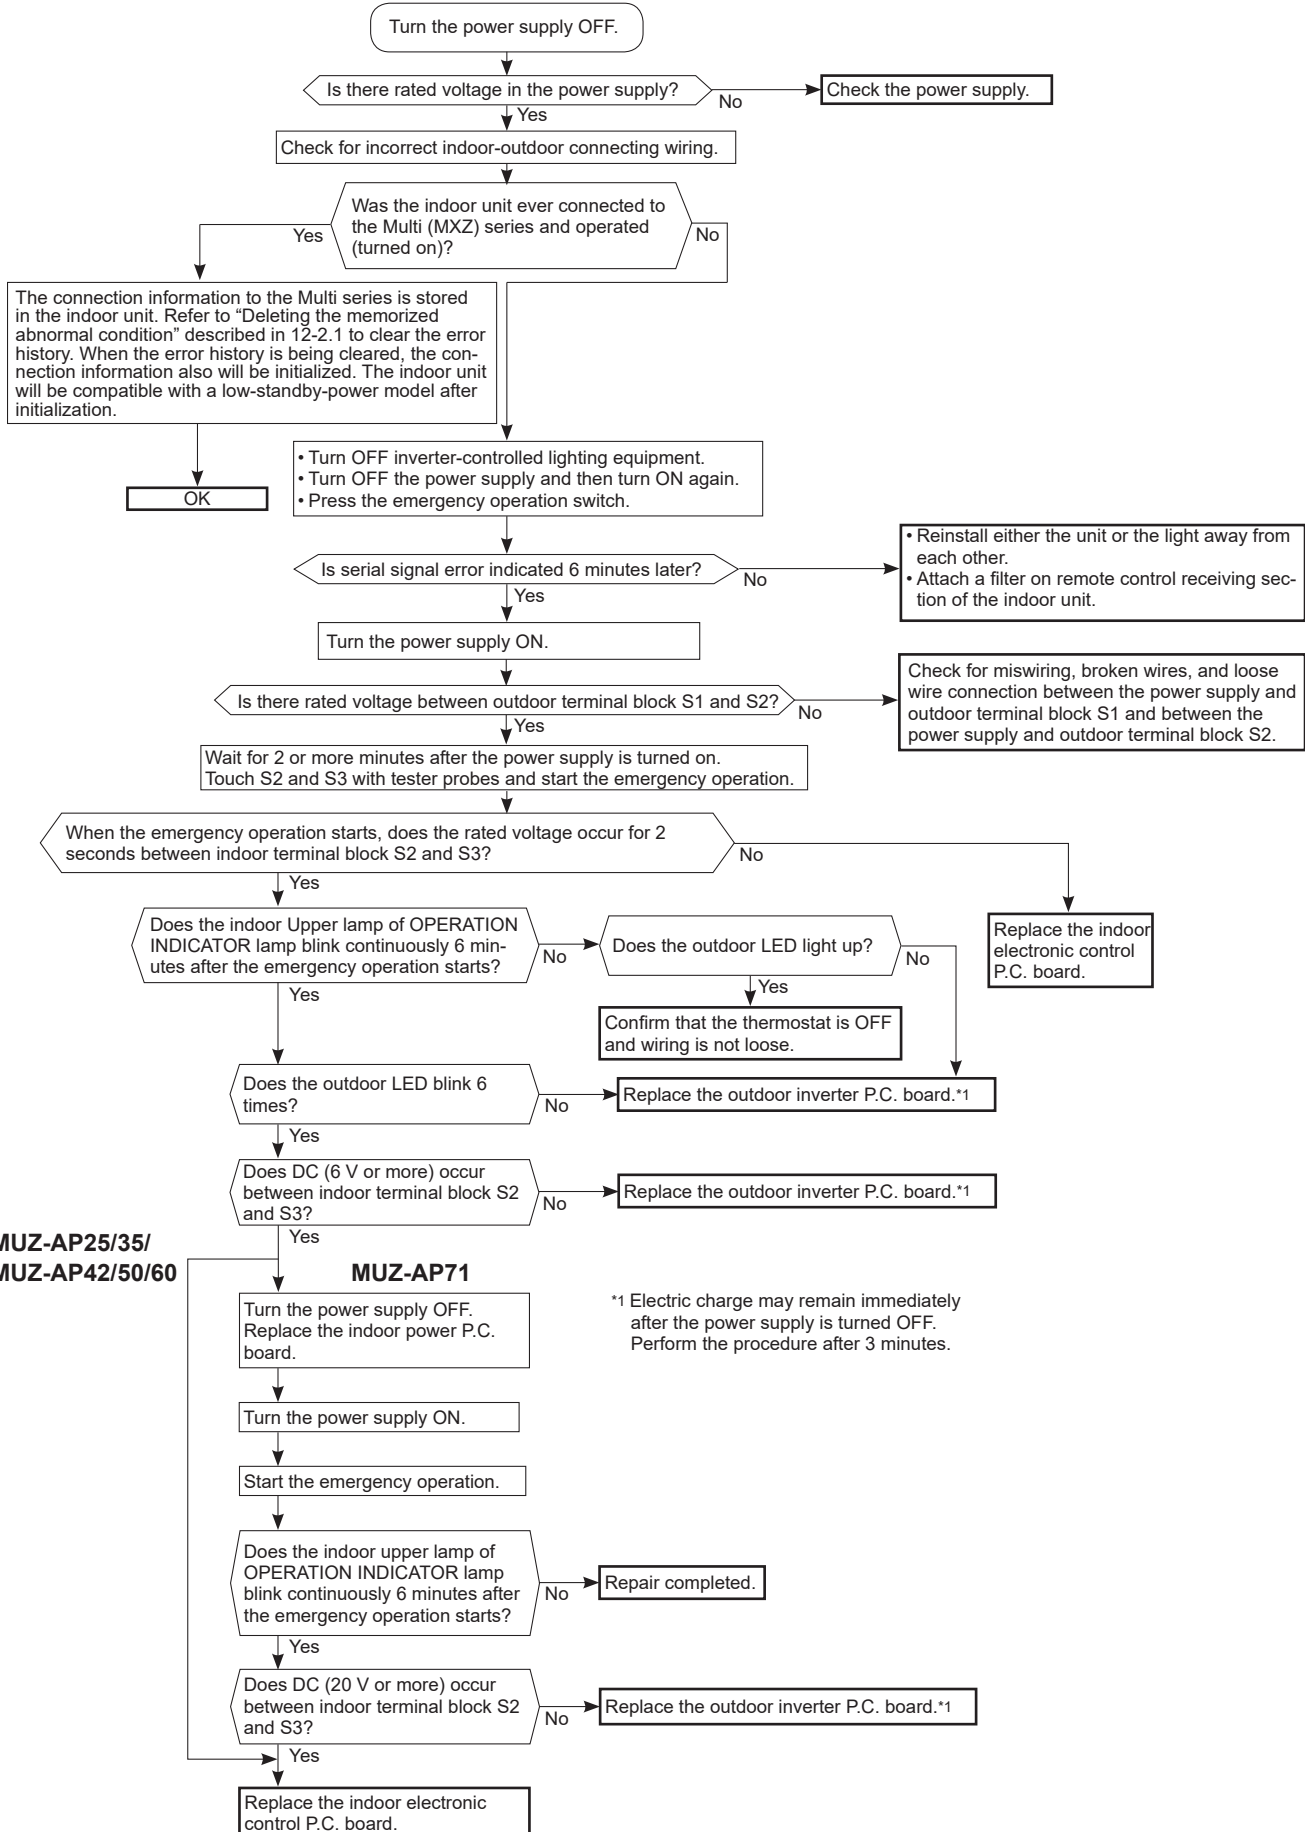 Turn the power supply OFF.
Is there rated voltage in the power supply?
No
Check the power supply.
Yes
Check for incorrect indoor-outdoor connecting wiring.
Was the indoor unit ever connected to
the Multi (MXZ) series and operated
(turned on)?
Yes
No
The connection information to the Multi series is stored
in the indoor unit. Refer to “Deleting the memorized
abnormal condition” described in 12-2.1 to clear the error
history. When the error history is being cleared, the con-
nection information also will be initialized. The indoor unit
will be compatible with a low-standby-power model after
initialization.
OK
• Turn OFF inverter-controlled lighting equipment.
• Turn OFF the power supply and then turn ON again.
• Press the emergency operation switch.
Is serial signal error indicated 6 minutes later?
No
• Reinstall either the unit or the light away from
each other.
• Attach a filter on remote control receiving sec-
tion of the indoor unit.
Yes
Turn the power supply ON.
Is there rated voltage between outdoor terminal block S1 and S2?
No
Check for miswiring, broken wires, and loose
wire connection between the power supply and
outdoor terminal block S1 and between the
power supply and outdoor terminal block S2.
Yes
Wait for 2 or more minutes after the power supply is turned on.
Touch S2 and S3 with tester probes and start the emergency operation.
When the emergency operation starts, does the rated voltage occur for 2
seconds between indoor terminal block S2 and S3?
No
Replace the indoor
electronic control
P.C. board.
Yes
Does the indoor Upper lamp of OPERATION
INDICATOR lamp blink continuously 6 min-
utes after the emergency operation starts?
No
Does the outdoor LED light up?
No
Yes
Confirm that the thermostat is OFF
and wiring is not loose.
Yes
Does the outdoor LED blink 6
times?
No
Replace the outdoor inverter P.C. board.*1
Yes
Does DC (6 V or more) occur
between indoor terminal block S2
and S3?
No
Replace the outdoor inverter P.C. board.*1
Yes
MUZ-AP25/35/
MUZ-AP42/50/60
MUZ-AP71
Turn the power supply OFF.
Replace the indoor power P.C.
board.
*1 Electric charge may remain immediately
after the power supply is turned OFF.
Perform the procedure after 3 minutes.
Turn the power supply ON.
Start the emergency operation.
Does the indoor upper lamp of
OPERATION INDICATOR lamp
blink continuously 6 minutes after
the emergency operation starts?
No
Repair completed.
Yes
Does DC (20 V or more) occur
between indoor terminal block S2
and S3?
No
Replace the outdoor inverter P.C. board.*1
Yes
Replace the indoor electronic
control P.C. board.